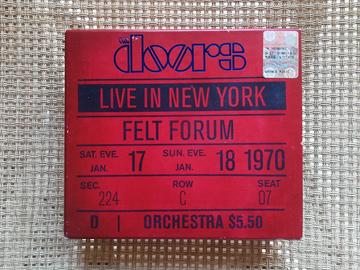 the doors
LIVE IN NEW YORK
FELT FORUM
SAT. EVE. JAN. 17 SUN. EVE. JAN. 18 1970
SEC. ROW SEAT
224 C 07
D | ORCHESTRA $5.50